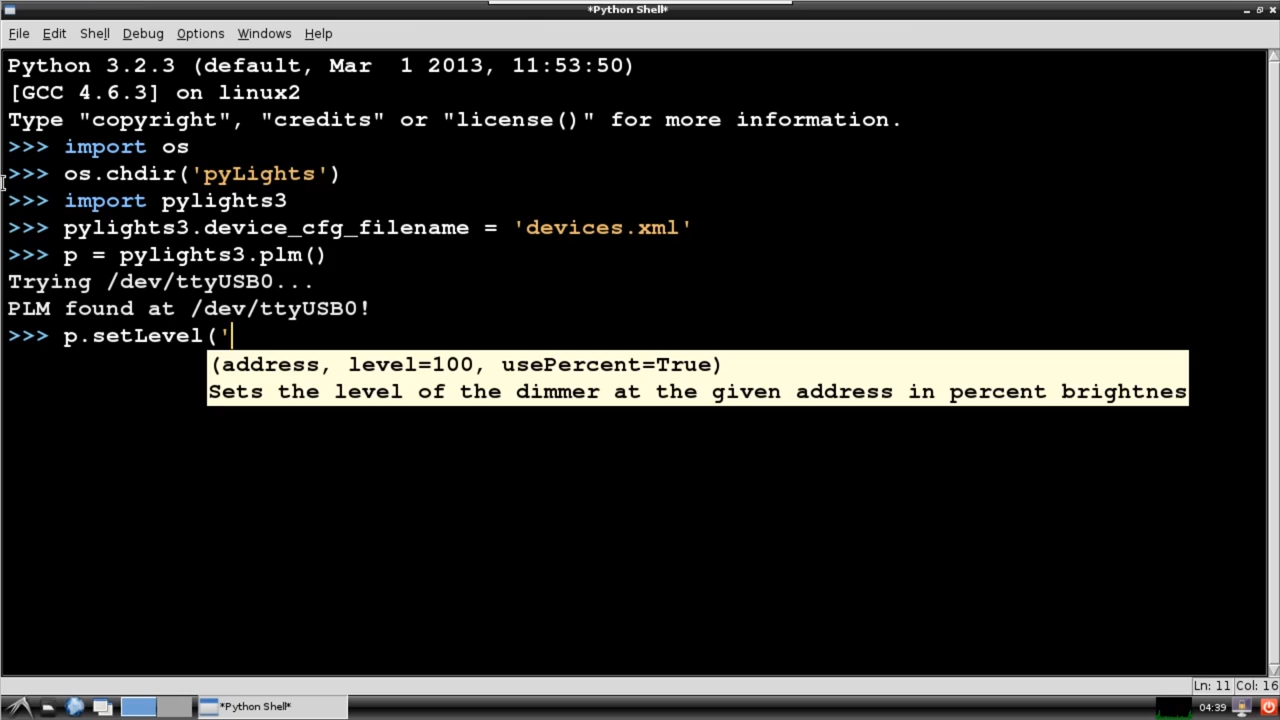 *Python Shell*
File Edit Shell Debug Options Windows Help
Python 3.2.3 (default, Mar  1 2013, 11:53:50)
[GCC 4.6.3] on linux2
Type "copyright", "credits" or "license()" for more information.
>>> import os
>>> os.chdir('pyLights')
>>> import pylights3
>>> pylights3.device_cfg_filename = 'devices.xml'
>>> p = pylights3.plm()
Trying /dev/ttyUSB0...
PLM found at /dev/ttyUSB0!
>>> p.setLevel('
(address, level=100, usePercent=True)
Sets the level of the dimmer at the given address in percent brightnes
Ln: 11 Col: 16
*Python Shell* 04:39